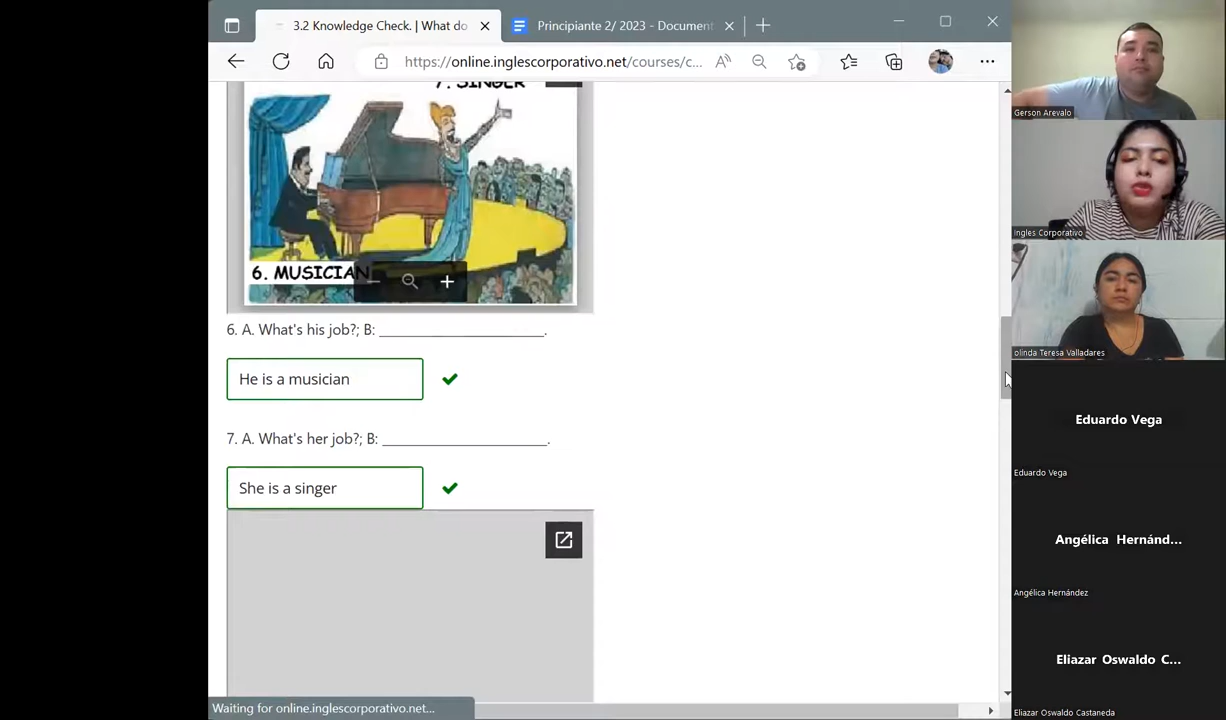 3.2 Knowledge Check. | What do
Principiante 2/ 2023 - Document
https://online.inglescorporativo.net/courses/c...
7. SINGER
6. MUSICIAN
6. A. What's his job?; B: ____________________.
He is a musician
7. A. What's her job?; B: ____________________.
She is a singer
Waiting for online.inglescorporativo.net...
Gerson Arevalo
Ingles Corporativo
olinda Teresa Valladares
Eduardo Vega
Eduardo Vega
Angélica Hernánd...
Angélica Hernández
Eliazar Oswaldo C...
Eliazar Oswaldo Castaneda